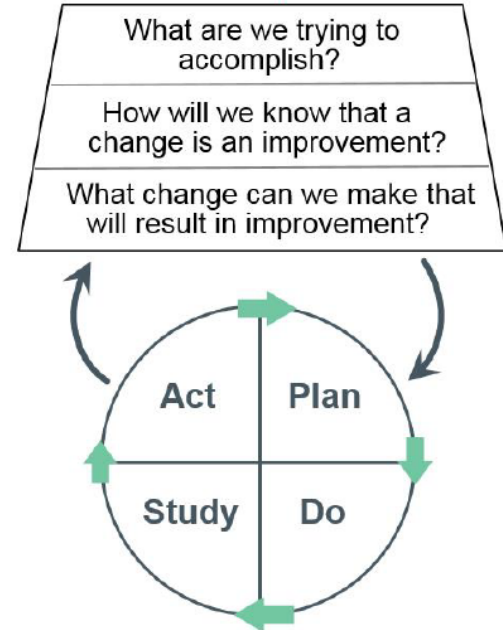 What are we trying to
accomplish?
How will we know that a
change is an improvement?
What change can we make that
will result in improvement?
Act
Plan
Study
Do